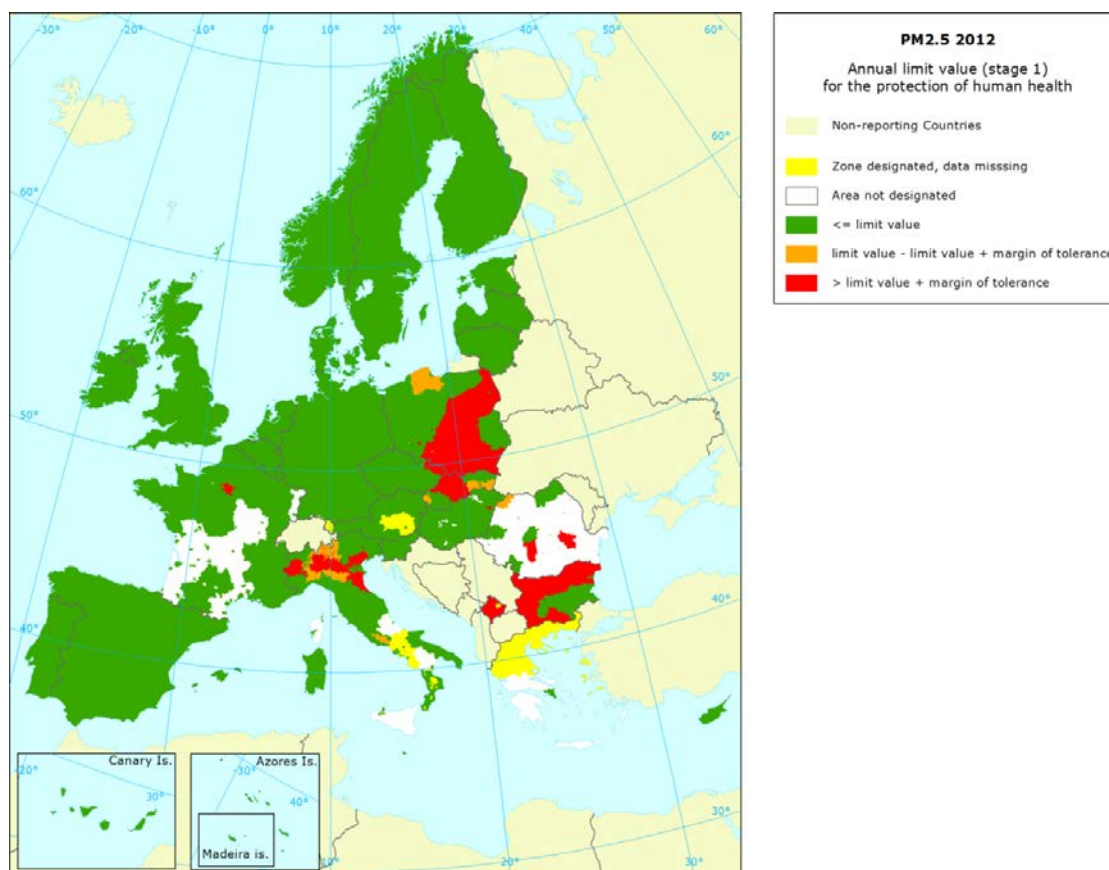 -30° -20° -10° 0° 10° 20° 30° 40° 50° 60°
60°
60°
50°
50°
40°
40°
-20°
Canary Is.
30°
Azores Is.
-30°
40°
Madeira is.
30°
10° 20° 30°
PM2.5 2012
Annual limit value (stage 1)
for the protection of human health
Non-reporting Countries
Zone designated, data misssing
Area not designated
<= limit value
limit value - limit value + margin of tolerance
> limit value + margin of tolerance